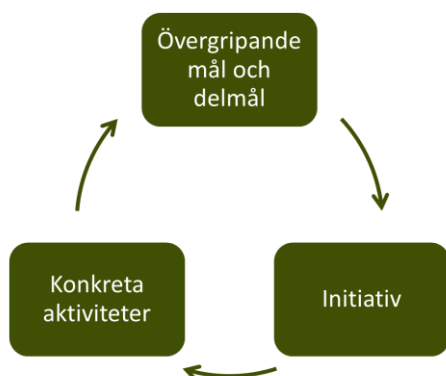 Övergripande
mål och
delmål
Initiativ
Konkreta
aktiviteter